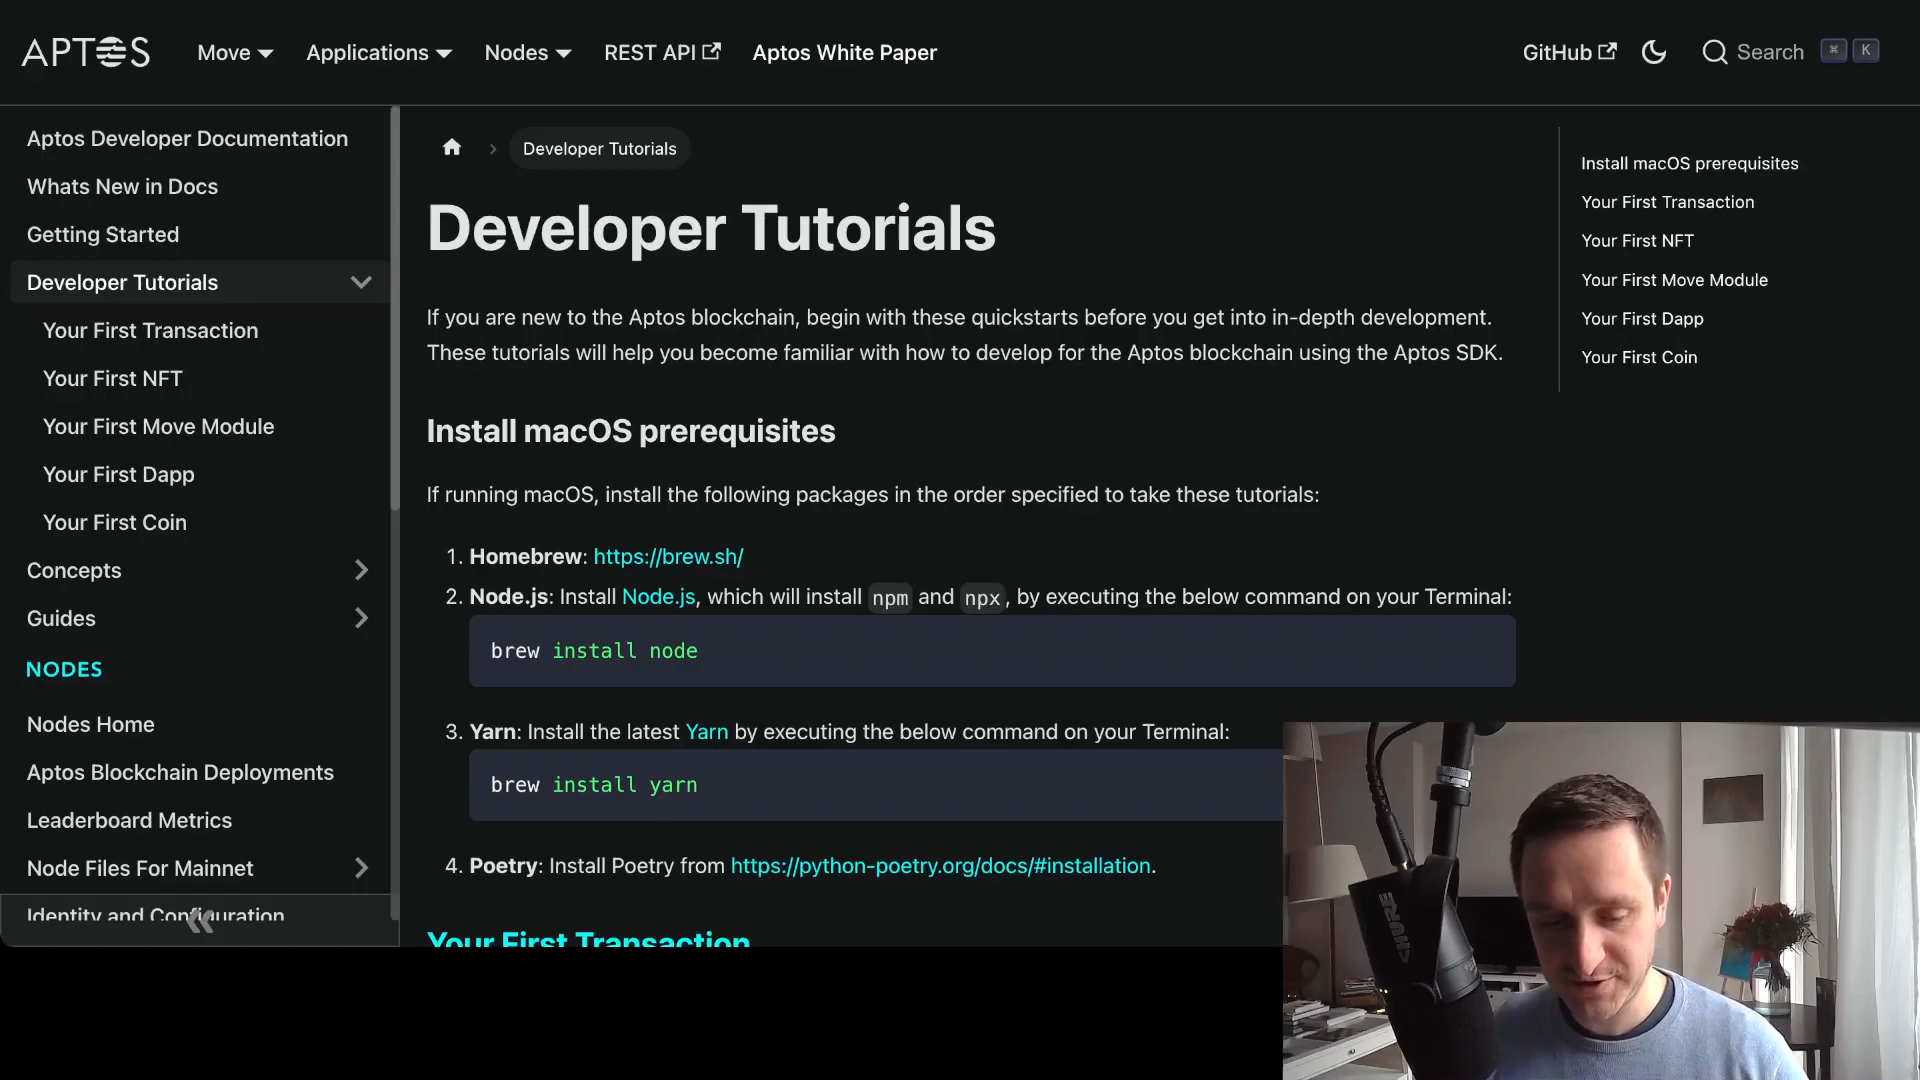 APTOS
Move
Applications
Nodes
REST API
Aptos White Paper
GitHub
Search
⌘ K
Aptos Developer Documentation
Whats New in Docs
Getting Started
Developer Tutorials
Your First Transaction
Your First NFT
Your First Move Module
Your First Dapp
Your First Coin
Concepts
Guides
NODES
Nodes Home
Aptos Blockchain Deployments
Leaderboard Metrics
Node Files For Mainnet
Identity and Configuration
Developer Tutorials
Developer Tutorials
If you are new to the Aptos blockchain, begin with these quickstarts before you get into in-depth development.
These tutorials will help you become familiar with how to develop for the Aptos blockchain using the Aptos SDK.
Install macOS prerequisites
If running macOS, install the following packages in the order specified to take these tutorials:
1. Homebrew: https://brew.sh/
2. Node.js: Install Node.js, which will install npm and npx, by executing the below command on your Terminal:
brew install node
3. Yarn: Install the latest Yarn by executing the below command on your Terminal:
brew install yarn
4. Poetry: Install Poetry from https://python-poetry.org/docs/#installation.
Your First Transaction
Install macOS prerequisites
Your First Transaction
Your First NFT
Your First Move Module
Your First Dapp
Your First Coin
SHURE